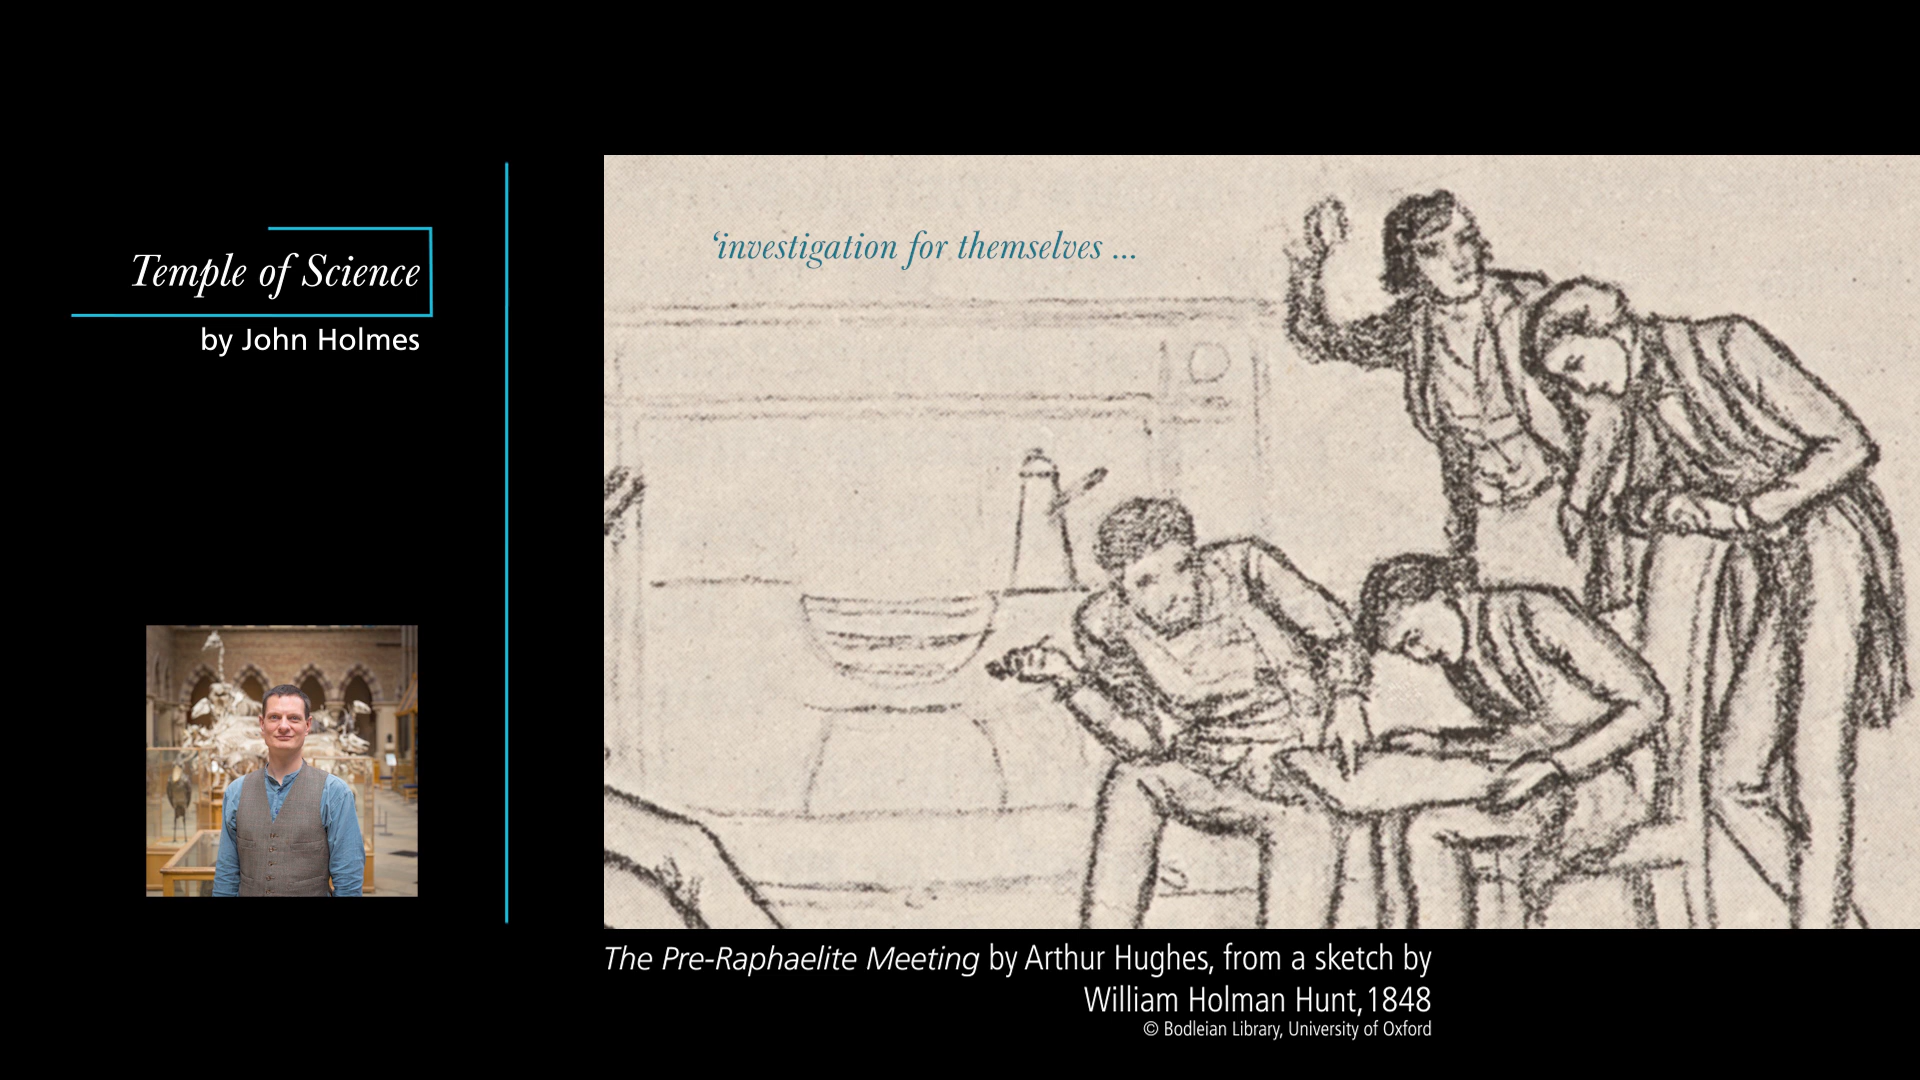 Temple of Science
by John Holmes
‘investigation for themselves ...
The Pre-Raphaelite Meeting by Arthur Hughes, from a sketch by
William Holman Hunt, 1848
© Bodleian Library, University of Oxford